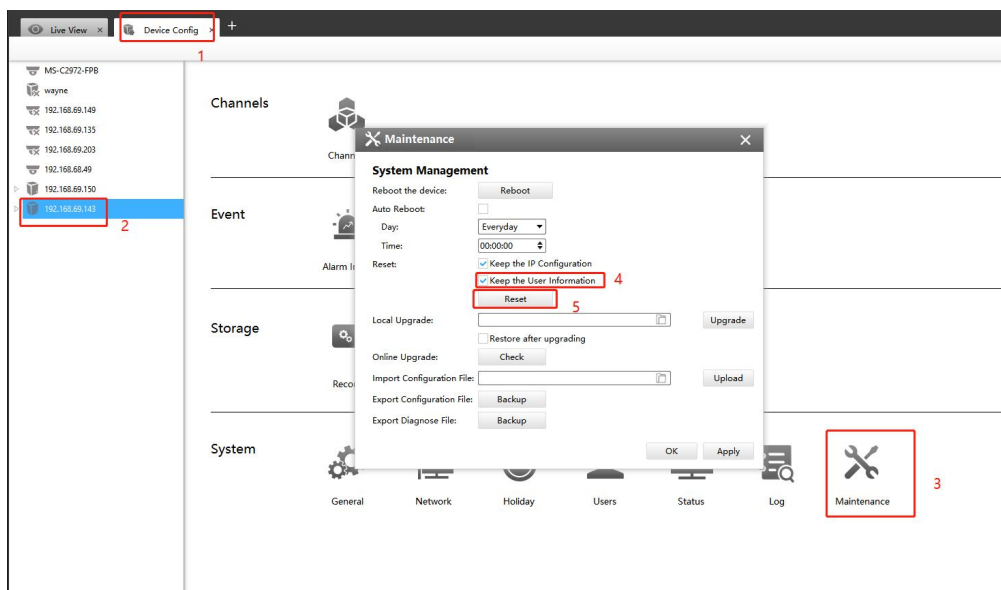 Live View × Device Config × +
1
MS-C2972-FPB
wayne
192.168.69.149
192.168.69.135
192.168.69.203
192.168.68.49
192.168.69.150
192.168.69.143
2
Channels
Chann
Event
Alarm I
Storage
Reco
System
General
Network
Holiday
Users
Status
Log
Maintenance
3
Maintenance ×
System Management
Reboot the device: Reboot
Auto Reboot:
Day: Everyday
Time: 00:00:00
Reset: Keep the IP Configuration
Keep the User Information 4
Reset 5
Local Upgrade: Upgrade
Restore after upgrading
Online Upgrade: Check
Import Configuration File: Upload
Export Configuration File: Backup
Export Diagnose File: Backup
OK Apply